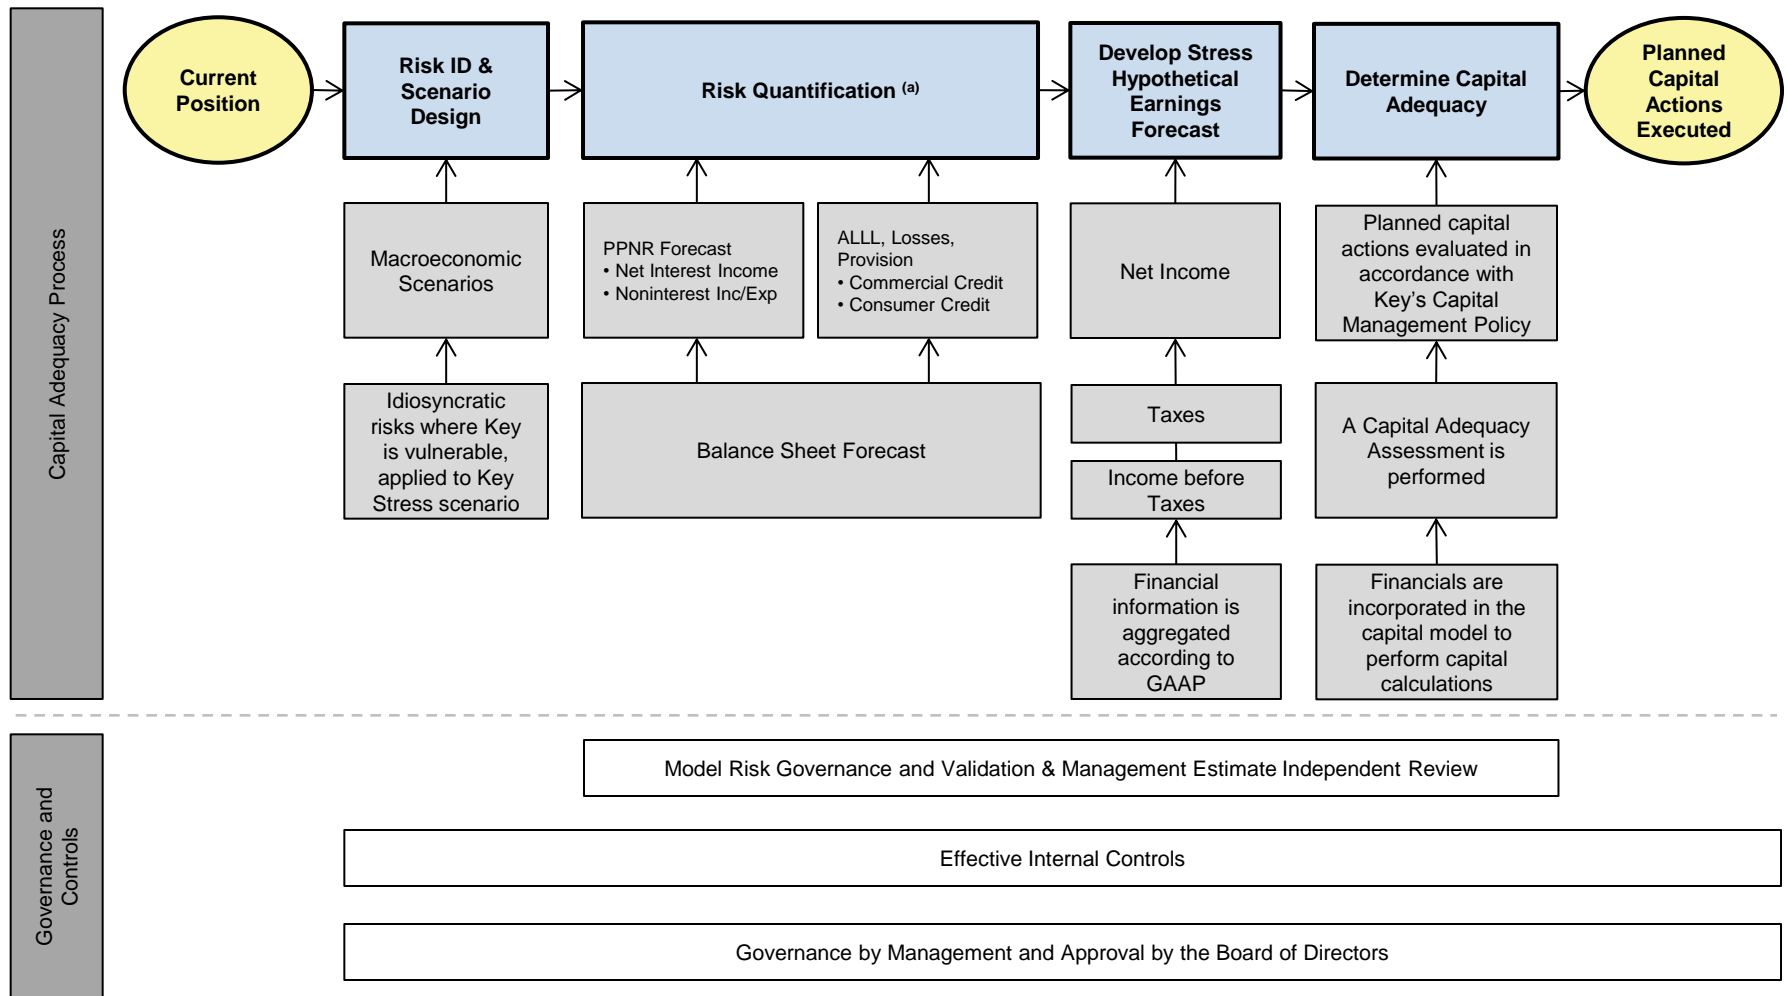 Capital Adequacy Process
Current
Position
Risk ID &
Scenario
Design
Risk Quantification (a)
Develop Stress
Hypothetical
Earnings
Forecast
Determine Capital
Adequacy
Planned
Capital
Actions
Executed
Macroeconomic
Scenarios
PPNR Forecast
• Net Interest Income
• Noninterest Inc/Exp
ALLL, Losses,
Provision
• Commercial Credit
• Consumer Credit
Net Income
Planned capital
actions evaluated in
accordance with
Key's Capital
Management Policy
Idiosyncratic
risks where Key
is vulnerable,
applied to Key
Stress scenario
Balance Sheet Forecast
Taxes
Income before
Taxes
A Capital Adequacy
Assessment is
performed
Financial
information is
aggregated
according to
GAAP
Financials are
incorporated in the
capital model to
perform capital
calculations
Governance and
Controls
Model Risk Governance and Validation & Management Estimate Independent Review
Effective Internal Controls
Governance by Management and Approval by the Board of Directors